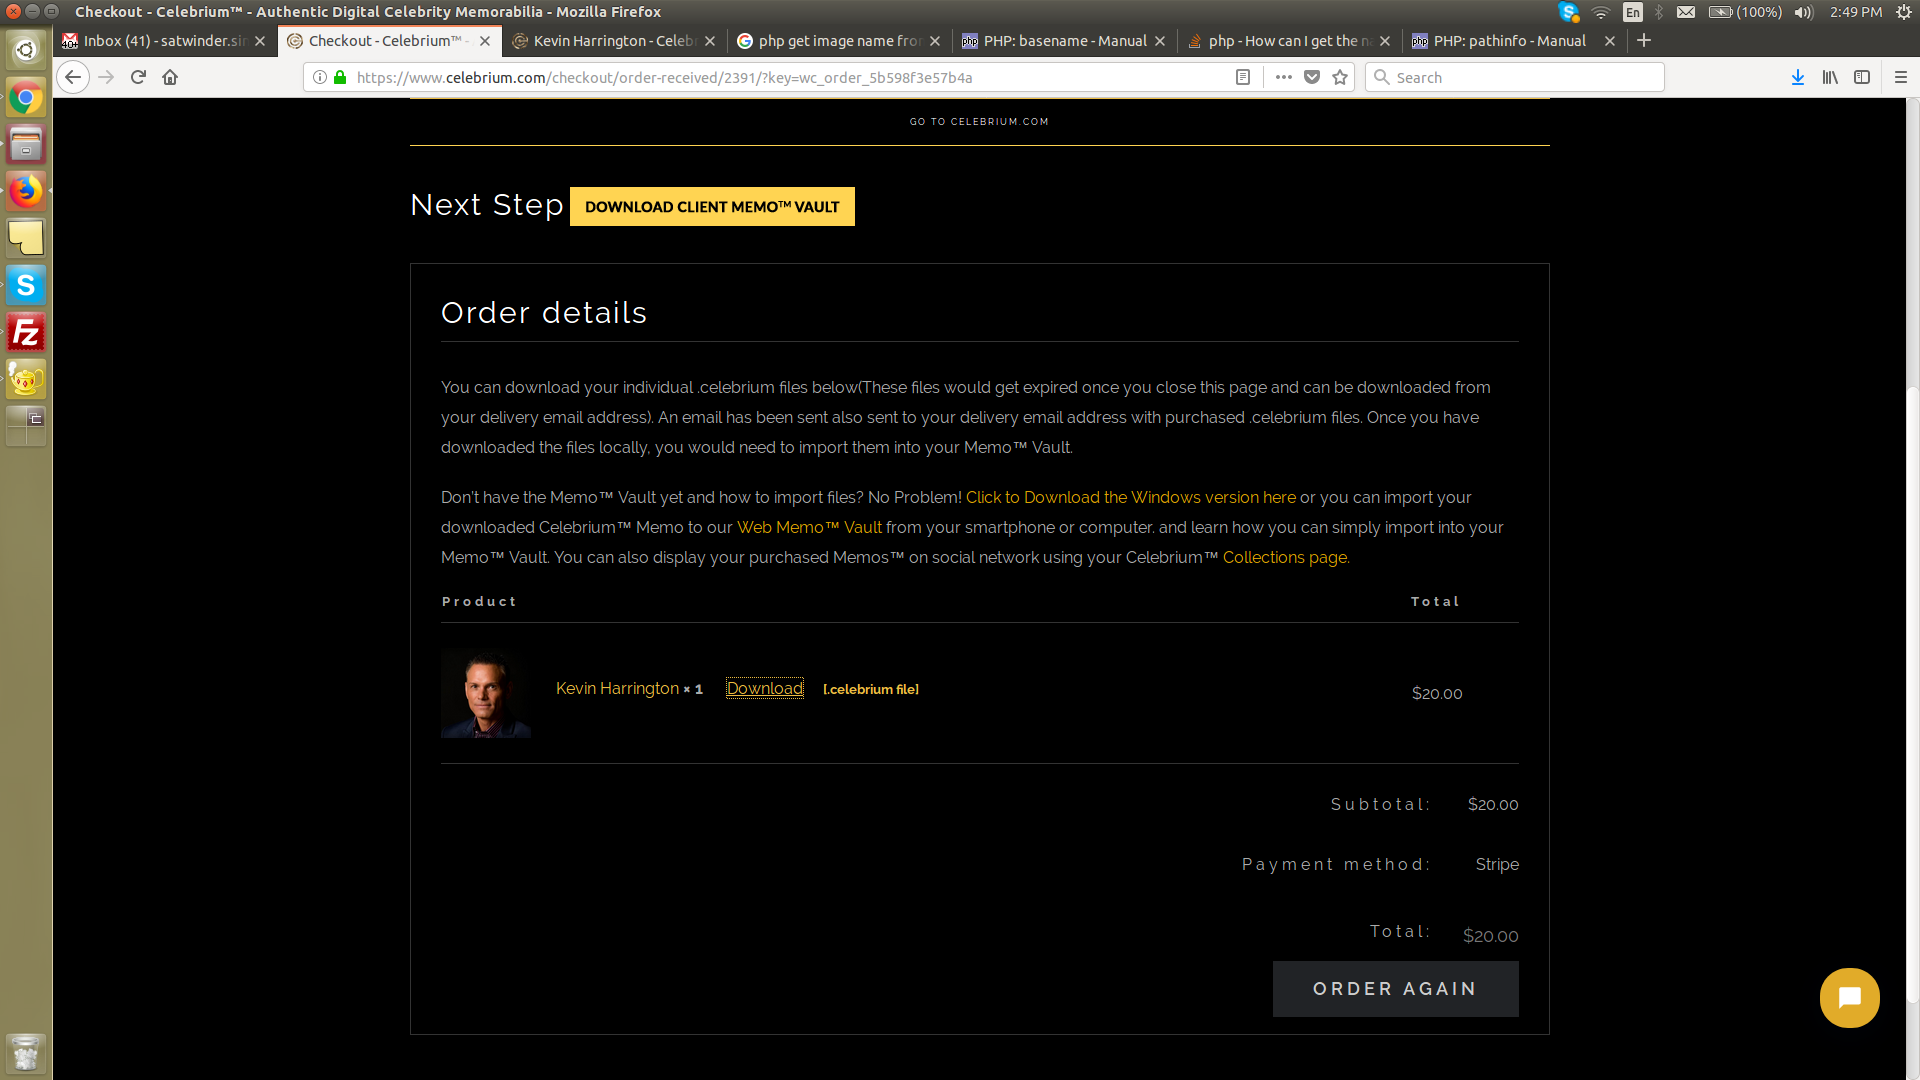 Checkout - Celebrium™ - Authentic Digital Celebrity Memorabilia - Mozilla Firefox
En
(100%)
2:49 PM
Inbox (41) - satwinder.sin
Checkout - Celebrium™ -
Kevin Harrington - Celeb
php get image name fro
PHP: basename - Manual
php - How can I get the n
PHP: pathinfo - Manual
https://www.celebrium.com/checkout/order-received/2391/?key=wc_order_5b598f3e57b4a
Search
GO TO CELEBRIUM.COM
Next Step
DOWNLOAD CLIENT MEMO™ VAULT
Order details
You can download your individual .celebrium files below(These files would get expired once you close this page and can be downloaded from
your delivery email address). An email has been sent also sent to your delivery email address with purchased .celebrium files. Once you have
downloaded the files locally, you would need to import them into your Memo™ Vault.
Don't have the Memo™ Vault yet and how to import files? No Problem! Click to Download the Windows version here or you can import your
downloaded Celebrium™ Memo to our Web Memo™ Vault from your smartphone or computer. and learn how you can simply import into your
Memo™ Vault. You can also display your purchased Memos™ on social network using your Celebrium™ Collections page.
Product Total
Kevin Harrington × 1 Download [.celebrium file] $20.00
Subtotal: $20.00
Payment method: Stripe
Total: $20.00
ORDER AGAIN